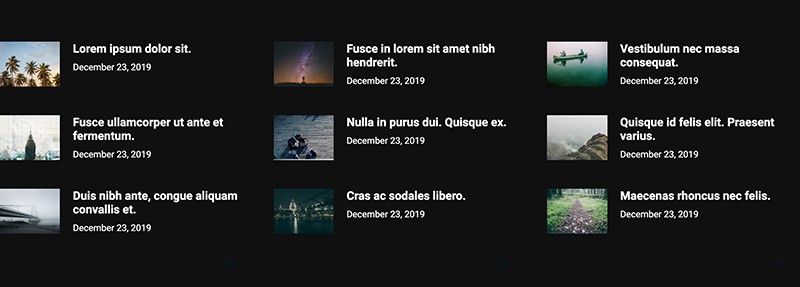 Lorem ipsum dolor sit.
December 23, 2019
Fusce in lorem sit amet nibh
hendrerit.
December 23, 2019
Vestibulum nec massa
consequat.
December 23, 2019
Fusce ullamcorper ut ante et
fermentum.
December 23, 2019
Nulla in purus dui. Quisque ex.
December 23, 2019
Quisque id felis elit. Praesent
varius.
December 23, 2019
Duis nibh ante, congue aliquam
convallis et.
December 23, 2019
Cras ac sodales libero.
December 23, 2019
Maecenas rhoncus nec felis.
December 23, 2019